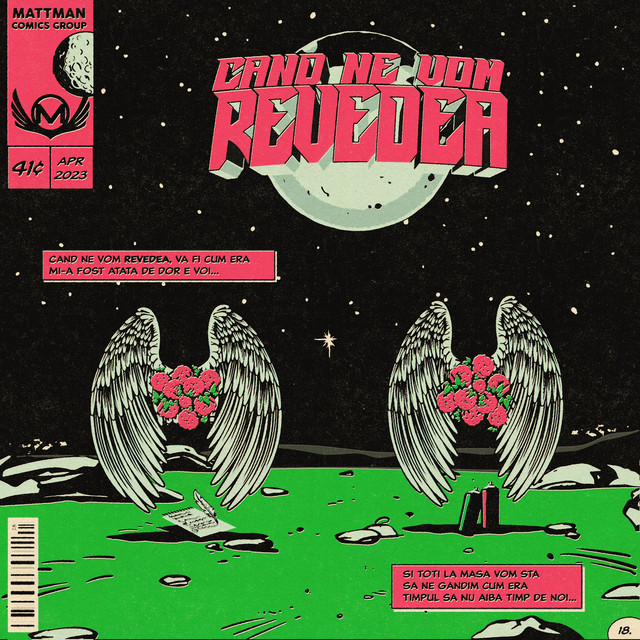 MATTMAN
COMICS GROUP
M
41¢
APR
2023
CAND NE VOM
REVEDEA
CAND NE VOM REVEDEA, VA FI CUM ERA
MI-A FOST ATATA DE DOR E VOI...
SI TOTI LA MASA VOM STA
SA NE GANDIM CUM ERA
TIMPUL SA NU AIBA TIMP DE NOI...
18.